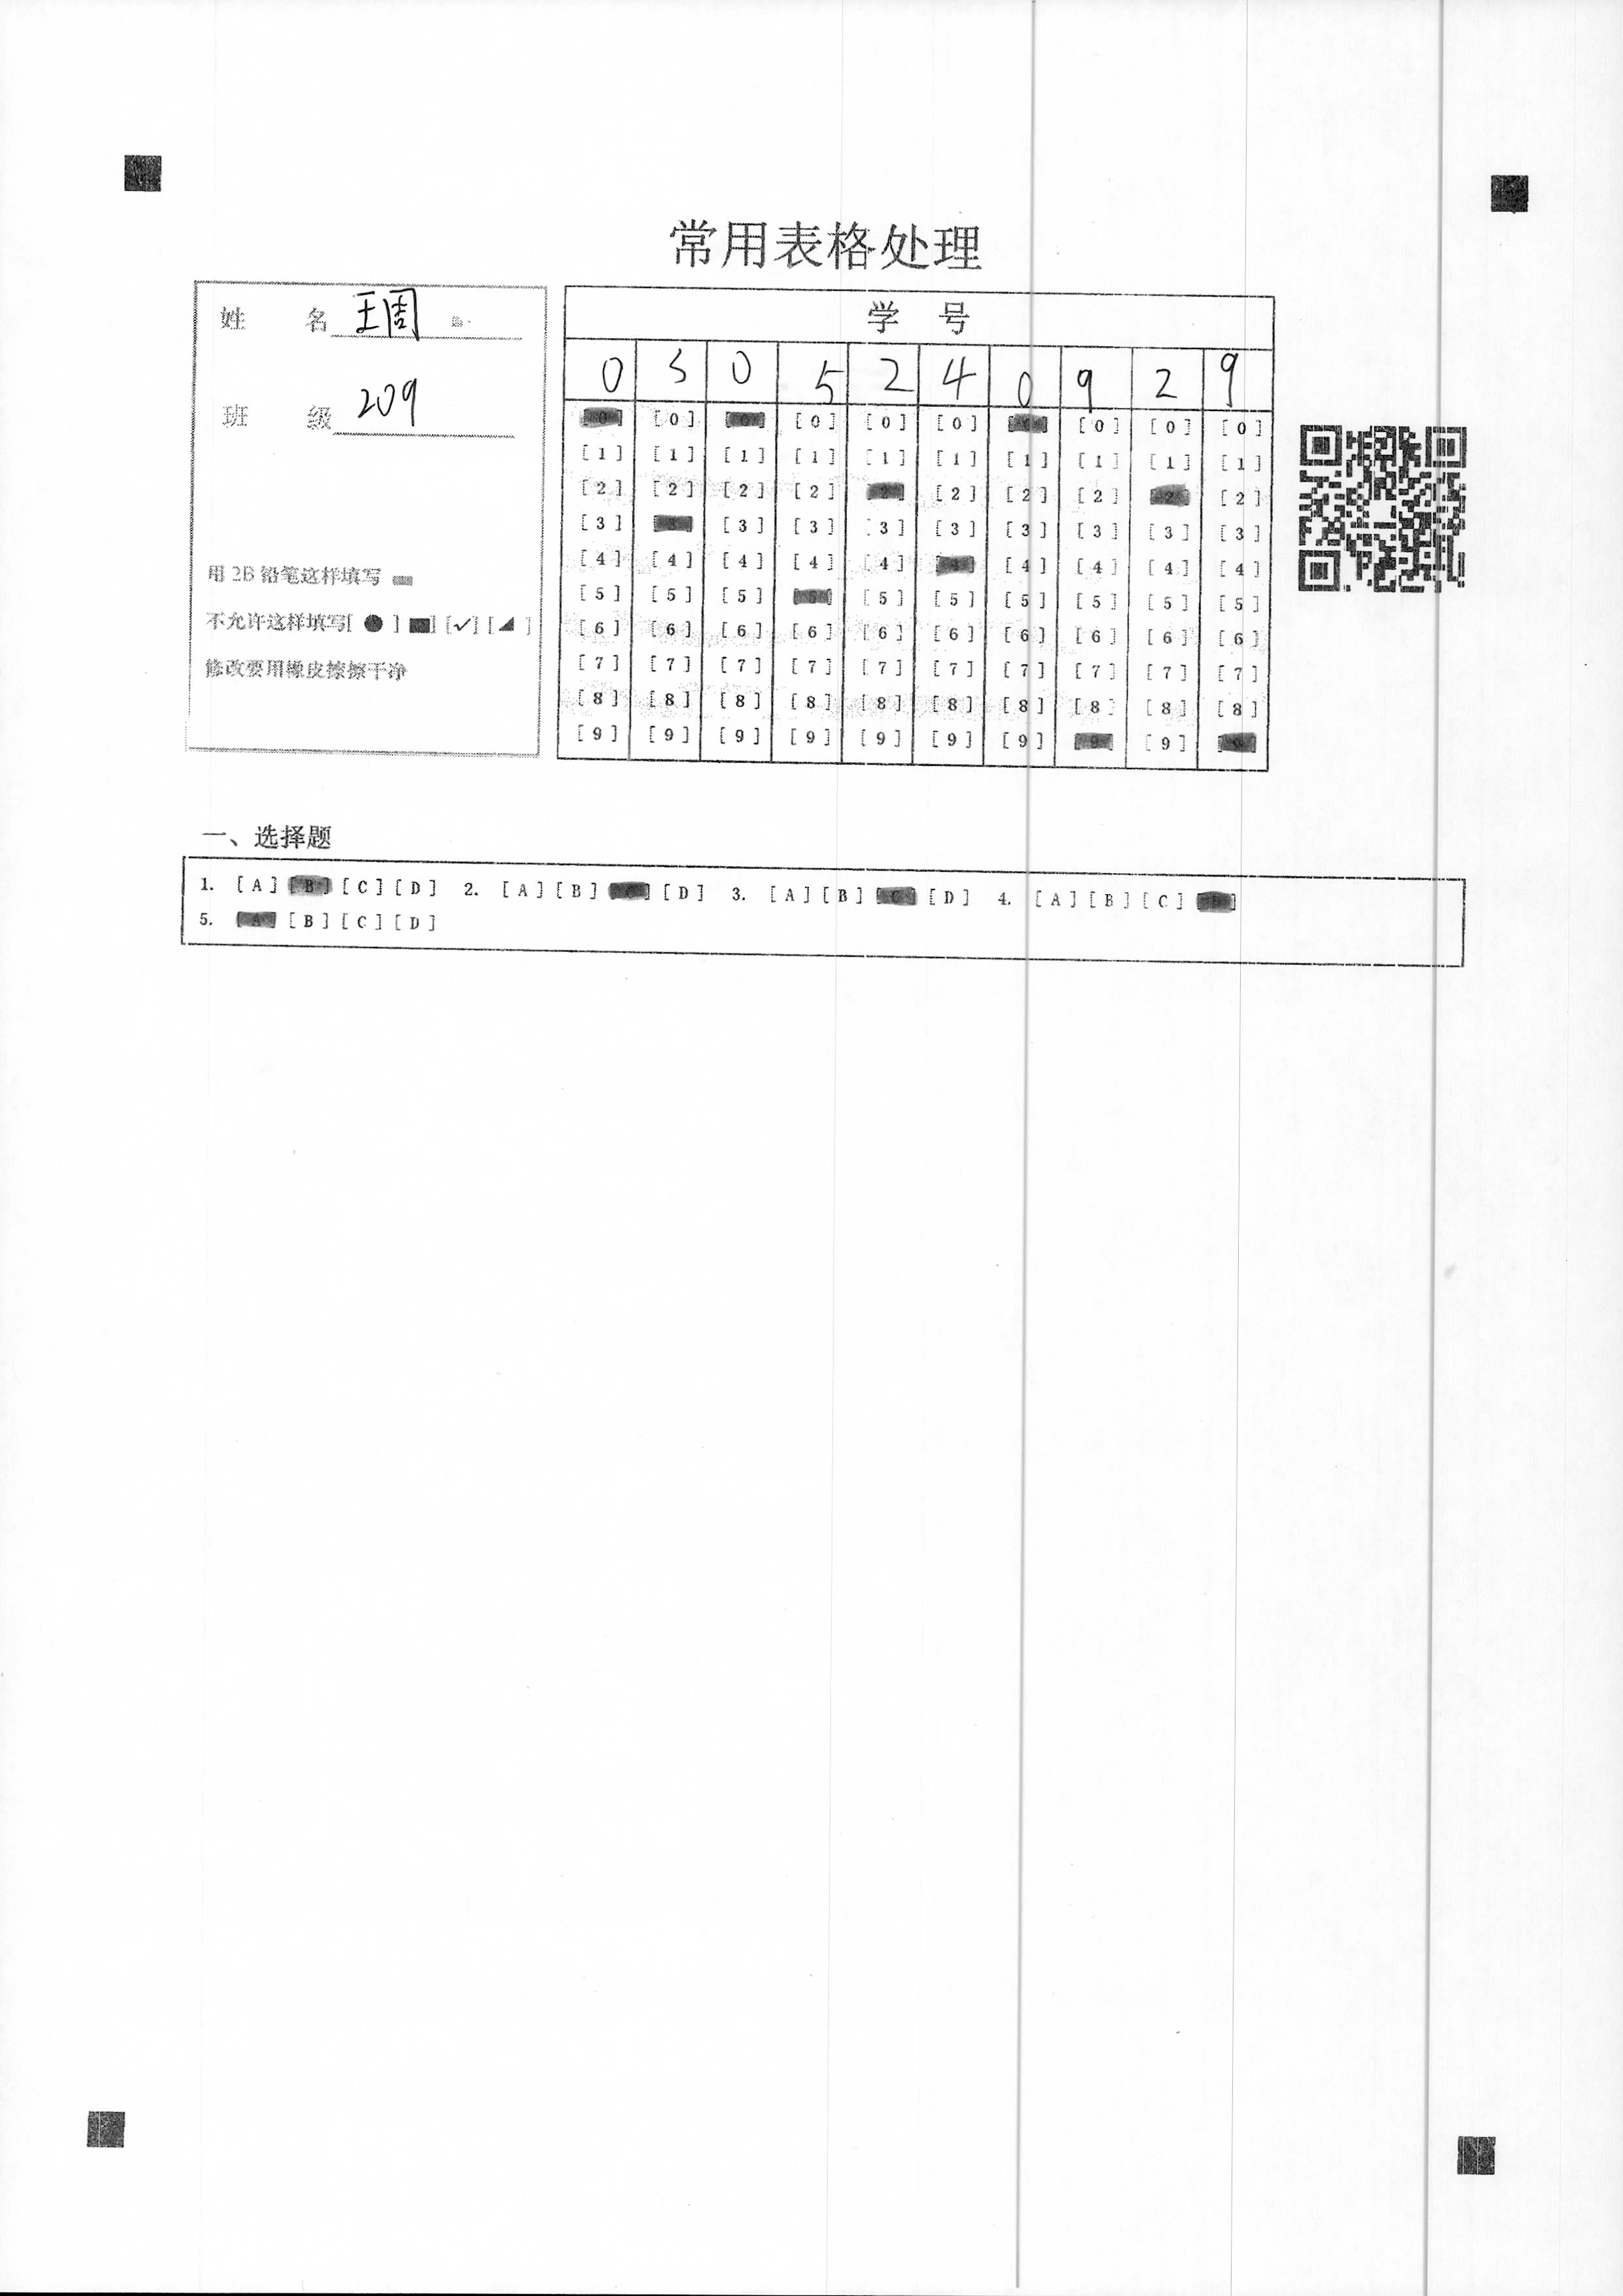 常用表格处理
姓 名 王周
班 级 209
用 2B 铅笔这样填写
不允许这样填写[ ● ] [■] [✓] [◢ ]
修改要用橡皮擦擦干净
学 号
0 3 0 5 2 4 0 9 2 9
[0] [0] [0] [0] [0] [0] [0] [0] [0] [0]
[1] [1] [1] [1] [1] [1] [1] [1] [1] [1]
[2] [2] [2] [2] [2] [2] [2] [2] [2] [2]
[3] [3] [3] [3] [3] [3] [3] [3] [3] [3]
[4] [4] [4] [4] [4] [4] [4] [4] [4] [4]
[5] [5] [5] [5] [5] [5] [5] [5] [5] [5]
[6] [6] [6] [6] [6] [6] [6] [6] [6] [6]
[7] [7] [7] [7] [7] [7] [7] [7] [7] [7]
[8] [8] [8] [8] [8] [8] [8] [8] [8] [8]
[9] [9] [9] [9] [9] [9] [9] [9] [9] [9]
一、选择题
1. [A] [B] [C] [D] 2. [A] [B] [C] [D] 3. [A] [B] [C] [D] 4. [A] [B] [C] [D]
5. [A] [B] [C] [D]